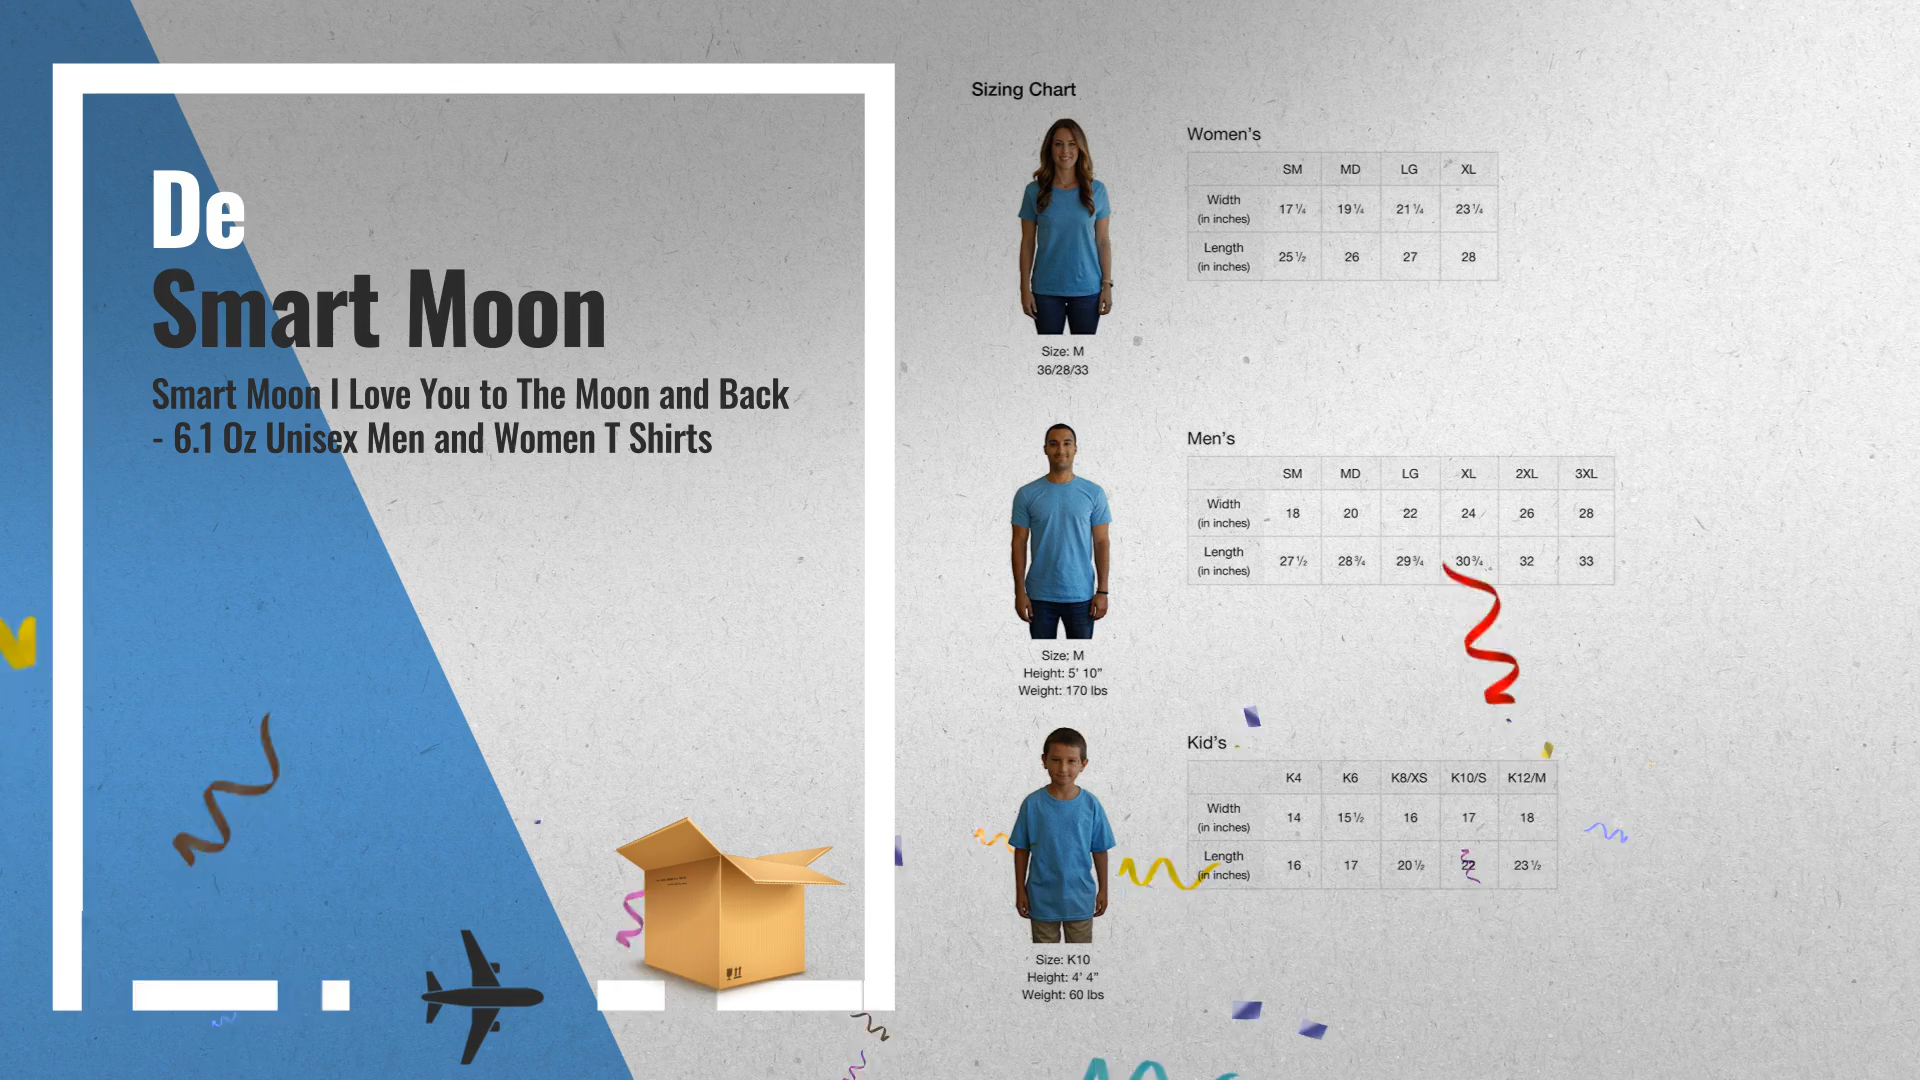 De
Smart Moon
Smart Moon I Love You to The Moon and Back
- 6.1 Oz Unisex Men and Women T Shirts
Sizing Chart
Size: M
36/28/33
Women's
SM MD LG XL
Width
(in inches) 17 ¼ 19 ¼ 21 ¼ 23 ¼
Length
(in inches) 25 ½ 26 27 28
Size: M
Height: 5' 10"
Weight: 170 lbs
Men's
SM MD LG XL 2XL 3XL
Width
(in inches) 18 20 22 24 26 28
Length
(in inches) 27 ½ 28 ¾ 29 ¾ 30 ¾ 32 33
Size: K10
Height: 4' 4"
Weight: 60 lbs
Kid's
K4 K6 K8/XS K10/S K12/M
Width
(in inches) 14 15 ½ 16 17 18
Length
(in inches) 16 17 20 ½ 22 23 ½